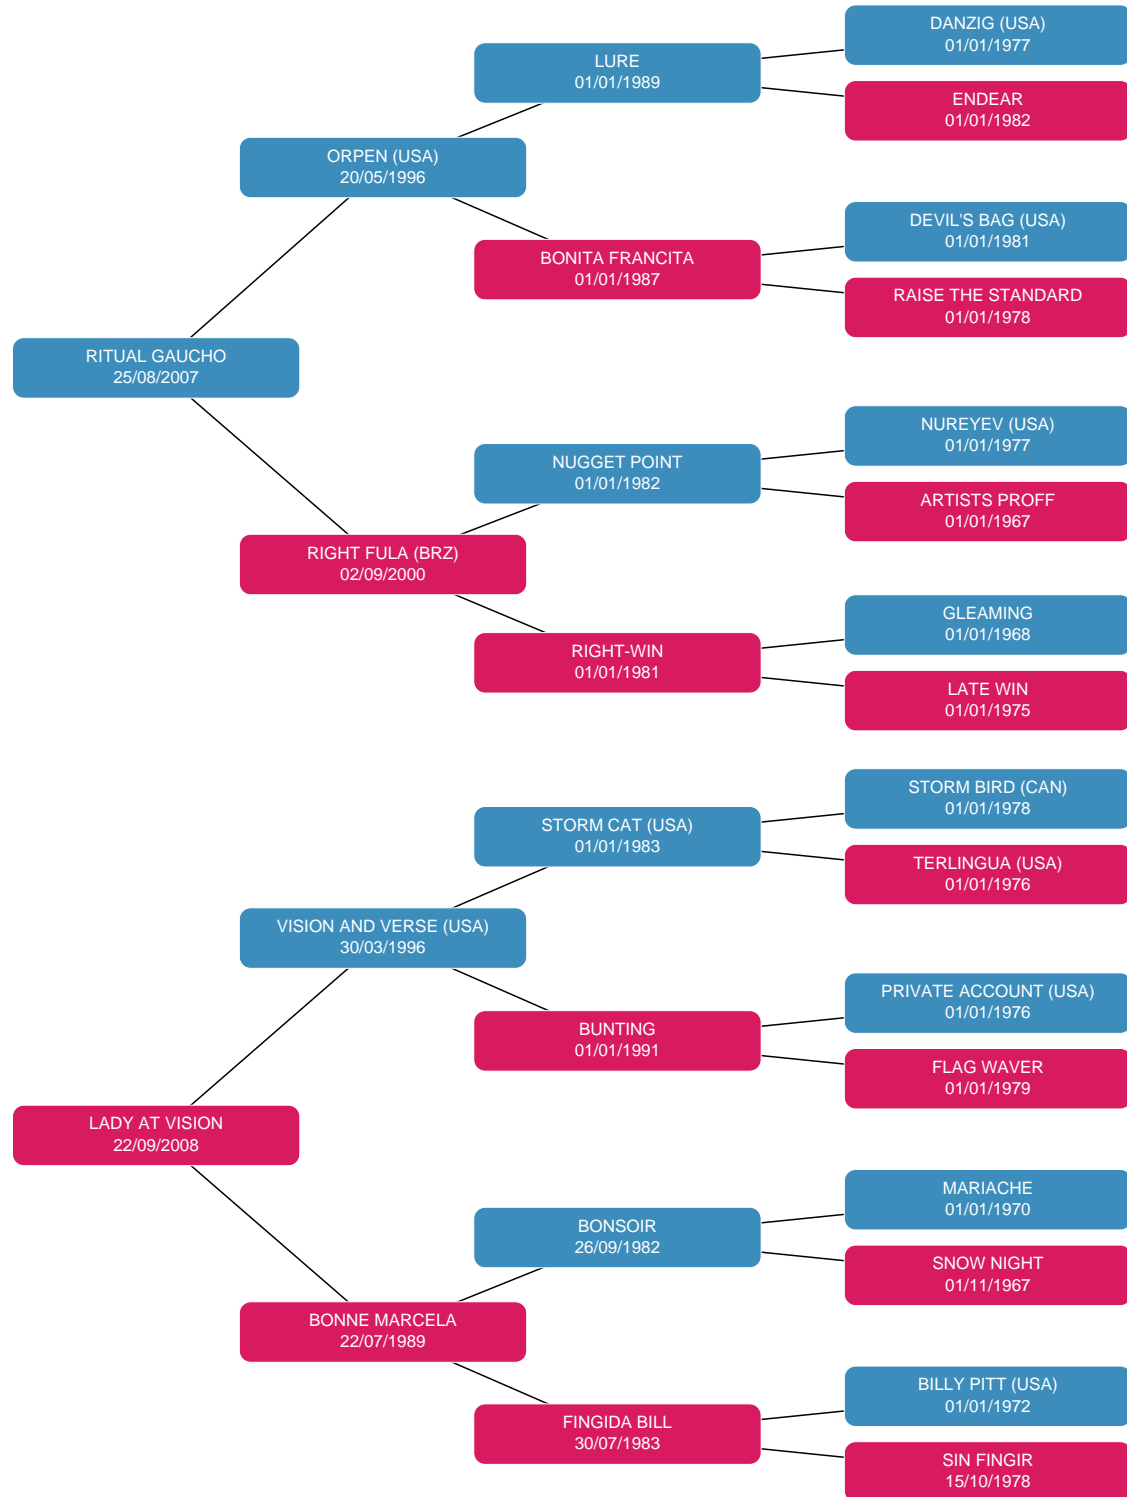 DANZIG (USA)
01/01/1977
LURE
01/01/1989
ENDEAR
01/01/1982
ORPEN (USA)
20/05/1996
DEVIL'S BAG (USA)
01/01/1981
BONITA FRANCITA
01/01/1987
RAISE THE STANDARD
01/01/1978
RITUAL GAUCHO
25/08/2007
NUREYEV (USA)
01/01/1977
NUGGET POINT
01/01/1982
ARTISTS PROFF
01/01/1967
RIGHT FULA (BRZ)
02/09/2000
GLEAMING
01/01/1968
RIGHT-WIN
01/01/1981
LATE WIN
01/01/1975
STORM BIRD (CAN)
01/01/1978
STORM CAT (USA)
01/01/1983
TERLINGUA (USA)
01/01/1976
VISION AND VERSE (USA)
30/03/1996
PRIVATE ACCOUNT (USA)
01/01/1976
BUNTING
01/01/1991
FLAG WAVER
01/01/1979
LADY AT VISION
22/09/2008
MARIACHE
01/01/1970
BONSOIR
26/09/1982
SNOW NIGHT
01/11/1967
BONNE MARCELA
22/07/1989
BILLY PITT (USA)
01/01/1972
FINGIDA BILL
30/07/1983
SIN FINGIR
15/10/1978